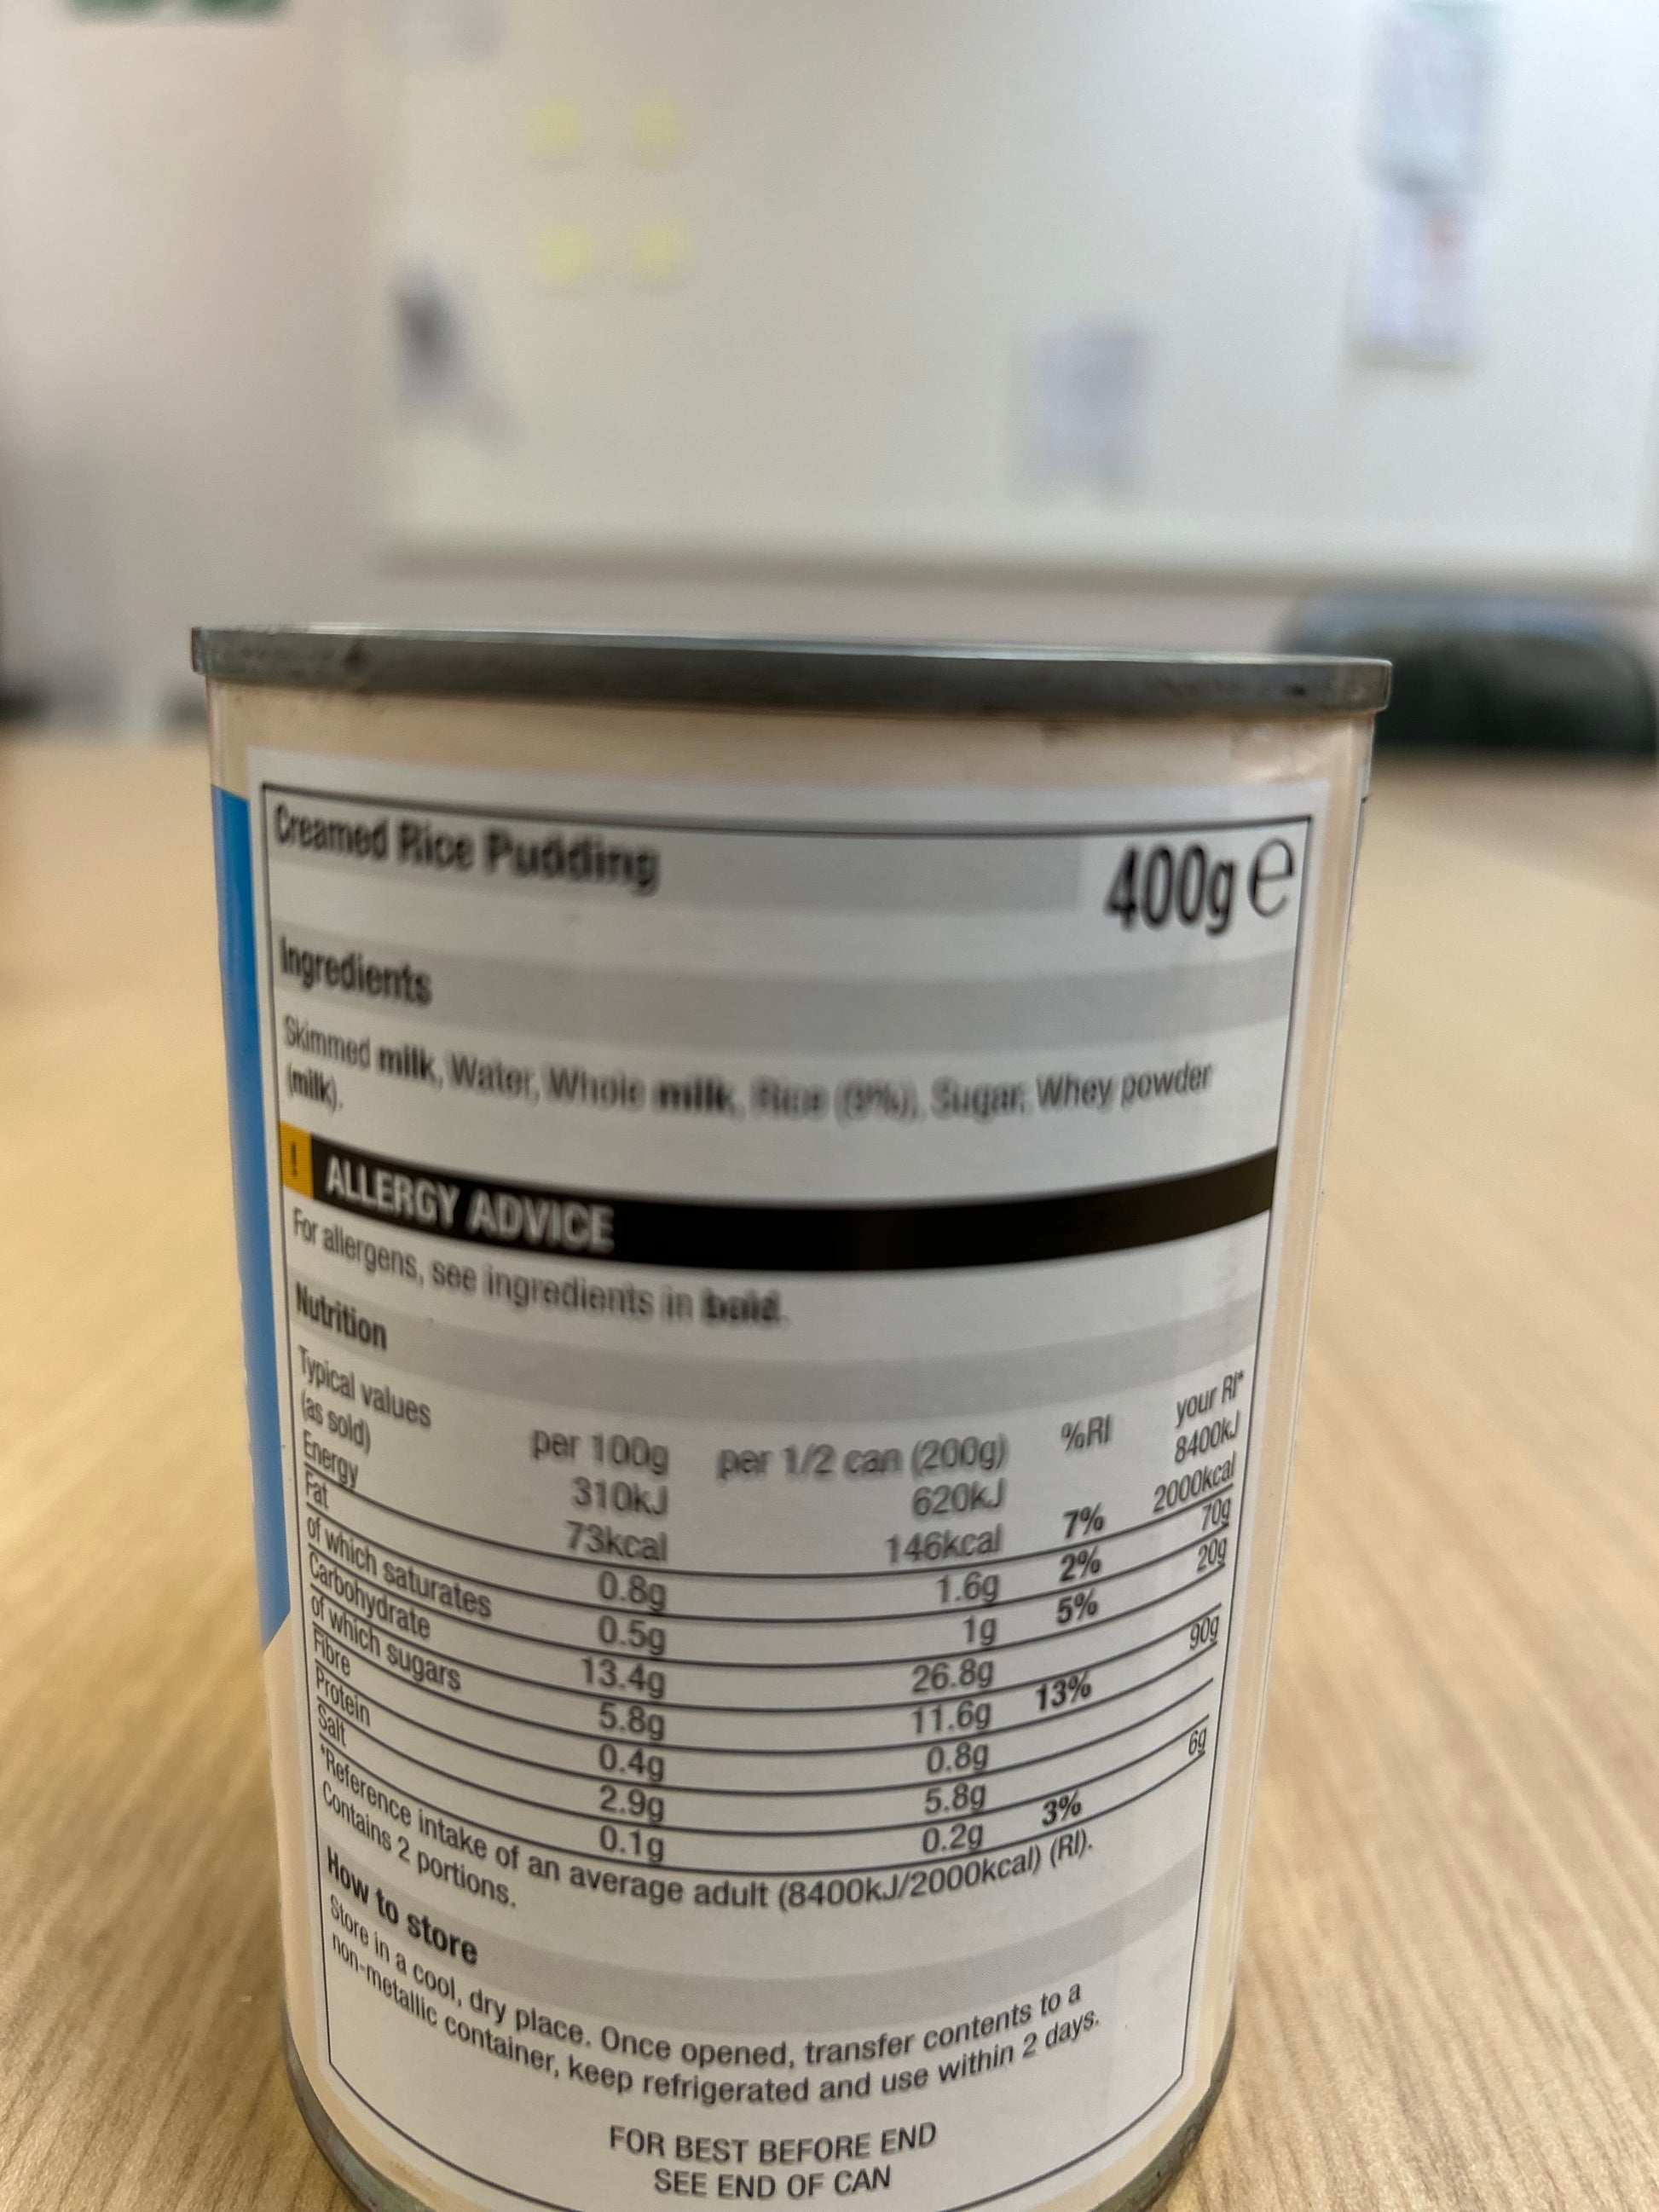 Creamed Rice Pudding 400g e
Ingredients
Skimmed milk, Water, Whole milk, Rice (9%), Sugar, Whey powder
(milk).
! ALLERGY ADVICE
For allergens, see ingredients in bold.
Nutrition
Typical values (as sold) per 100g per 1/2 can (200g) %RI your RI*
Energy 310kJ 620kJ 8400kJ
73kcal 146kcal 7% 2000kcal
Fat 0.8g 1.6g 2% 70g
of which saturates 0.5g 1g 5% 20g
Carbohydrate 13.4g 26.8g
of which sugars 5.8g 11.6g 13% 90g
Fibre 0.4g 0.8g
Protein 2.9g 5.8g
Salt 0.1g 0.2g 3% 6g
*Reference intake of an average adult (8400kJ/2000kcal) (RI).
Contains 2 portions.
How to store
Store in a cool, dry place. Once opened, transfer contents to a
non-metallic container, keep refrigerated and use within 2 days.
FOR BEST BEFORE END
SEE END OF CAN